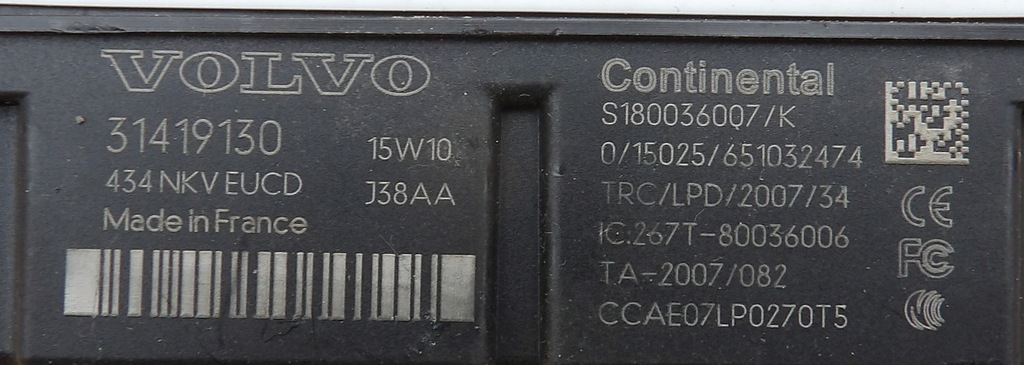 VOLVO
31419130
15W10
434 NKV EUCD
J38AA
Made in France
Continental
S180036007/K
0/15025/651032474
TRC/LPD/2007/34
IC:267T-80036006
TA-2007/082
CCAE07LP0270T5
CE
FC